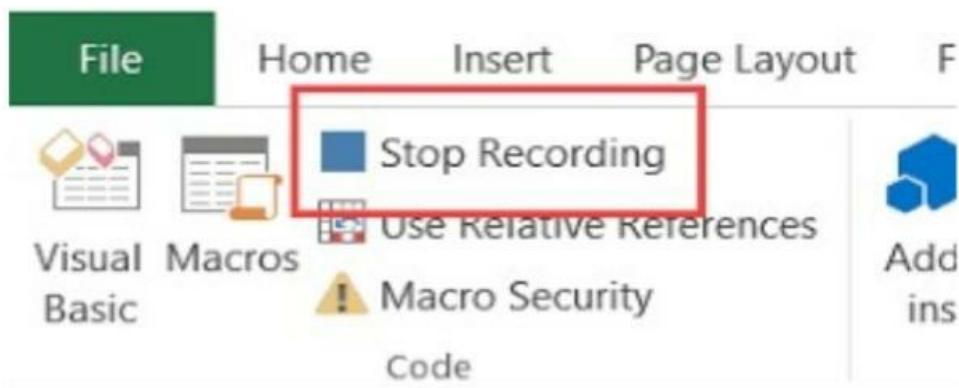 File Home Insert Page Layout F
Stop Recording
Use Relative References
Visual Basic
Macros
Macro Security
Add
ins
Code